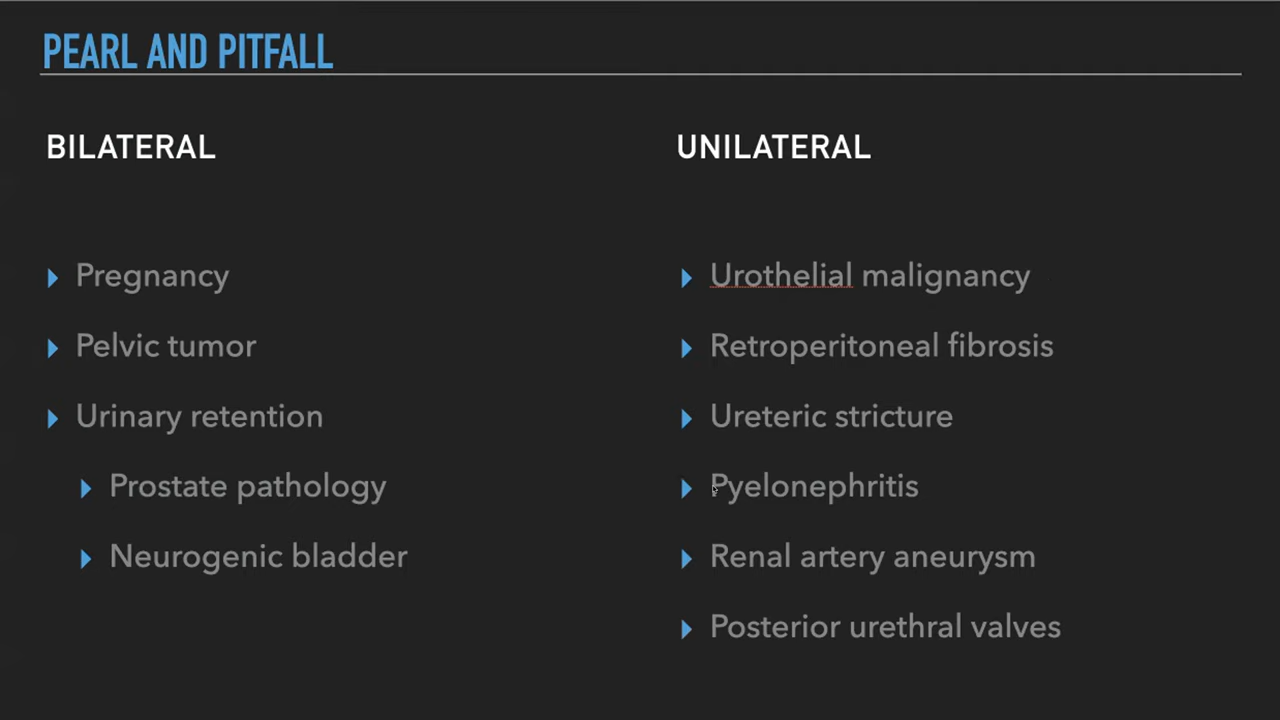 PEARL AND PITFALL
BILATERAL
Pregnancy
Pelvic tumor
Urinary retention
Prostate pathology
Neurogenic bladder
UNILATERAL
Urothelial malignancy
Retroperitoneal fibrosis
Ureteric stricture
Pyelonephritis
Renal artery aneurysm
Posterior urethral valves